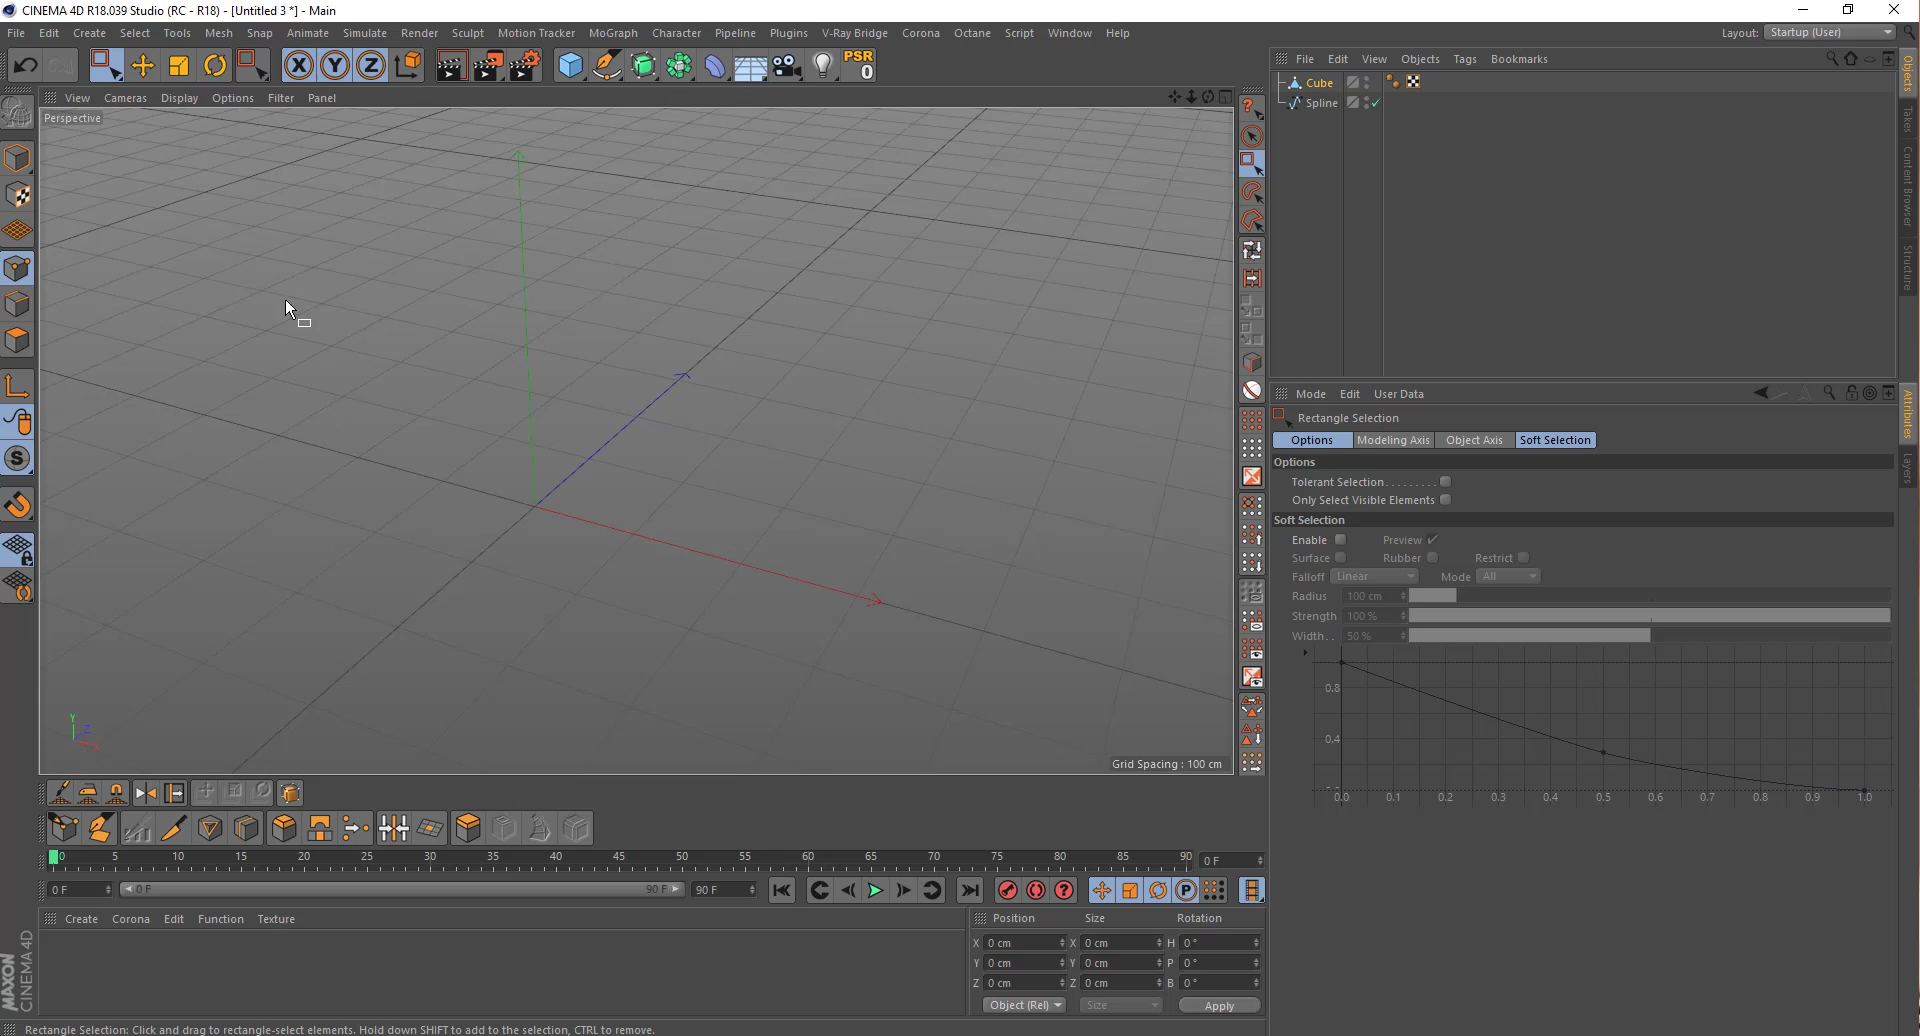 CINEMA 4D R18.039 Studio (RC - R18) - [Untitled 3 *] - Main
File Edit Create Select Tools Mesh Snap Animate Simulate Render Sculpt Motion Tracker MoGraph Character Pipeline Plugins V-Ray Bridge Corona Octane Script Window Help
Layout: Startup (User)
X Y Z
PSR
0
View Cameras Display Options Filter Panel
Perspective
Y
Z
X
Grid Spacing : 100 cm
File Edit View Objects Tags Bookmarks
Cube
Spline
Objects
Takes
Content Browser
Structure
Mode Edit User Data
Rectangle Selection
Options Modeling Axis Object Axis Soft Selection
Options
Tolerant Selection. . . . . . . . .
Only Select Visible Elements
Soft Selection
Enable Preview
Surface Rubber Restrict
Falloff Linear Mode All
Radius 100 cm
Strength 100 %
Width. . 50 %
0.8
0.4
0.0 0.1 0.2 0.3 0.4 0.5 0.6 0.7 0.8 0.9 1.0
Attributes
Layers
S
0 5 10 15 20 25 30 35 40 45 50 55 60 65 70 75 80 85 90 0 F
0 F 0 F 90 F 90 F
P
Create Corona Edit Function Texture
Position Size Rotation
X 0 cm X 0 cm H 0 °
Y 0 cm Y 0 cm P 0 °
Z 0 cm Z 0 cm B 0 °
Object (Rel) Size Apply
MAXON
CINEMA 4D
Rectangle Selection: Click and drag to rectangle-select elements. Hold down SHIFT to add to the selection, CTRL to remove.